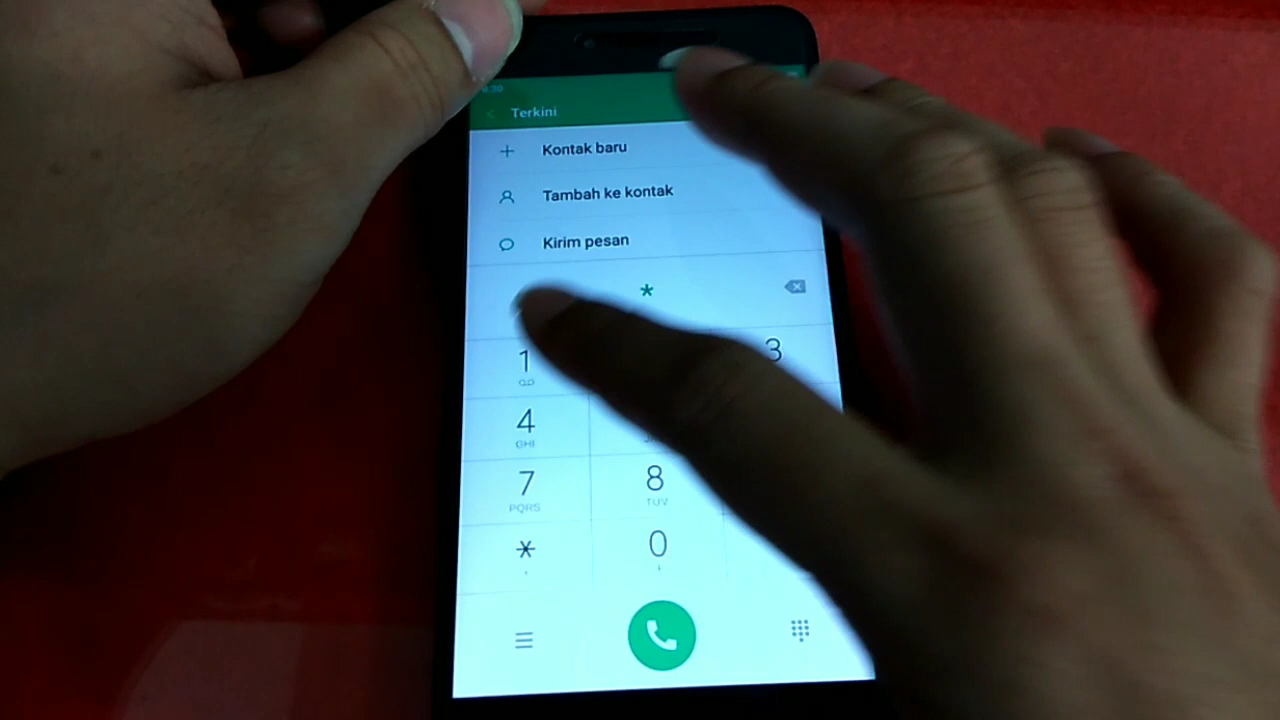 Terkini
Kontak baru
Tambah ke kontak
Kirim pesan
*
1 3
4
GHI
7 8
PQRS TUV
* 0